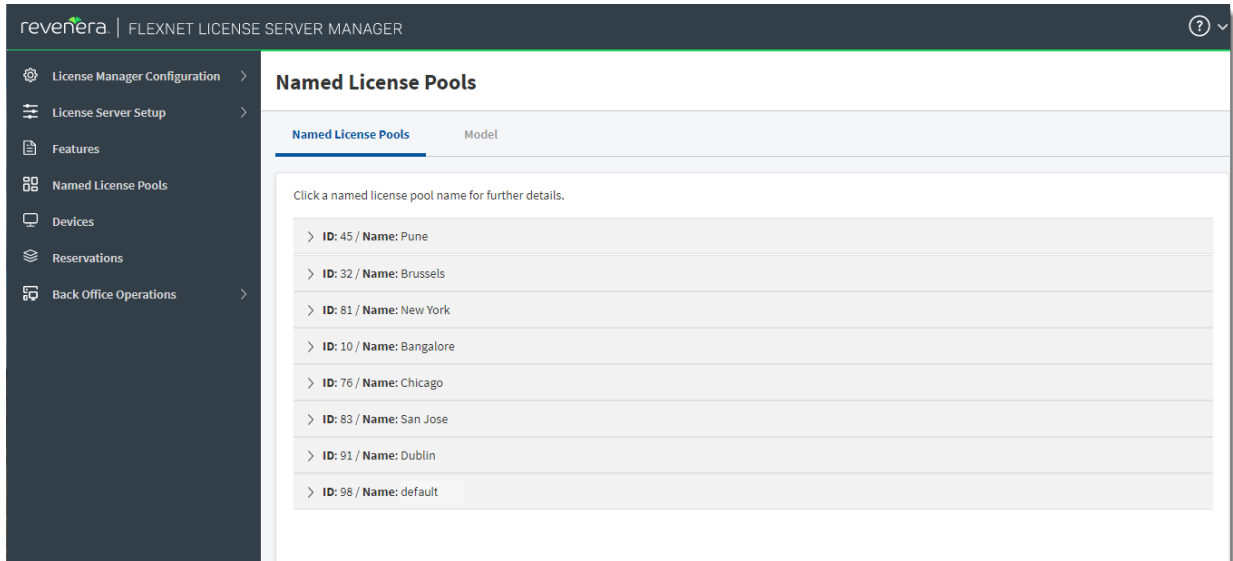 revenera. | FLEXNET LICENSE SERVER MANAGER
License Manager Configuration
License Server Setup
Features
Named License Pools
Devices
Reservations
Back Office Operations
Named License Pools
Named License Pools Model
Click a named license pool name for further details.
ID: 45 / Name: Pune
ID: 32 / Name: Brussels
ID: 81 / Name: New York
ID: 10 / Name: Bangalore
ID: 76 / Name: Chicago
ID: 83 / Name: San Jose
ID: 91 / Name: Dublin
ID: 98 / Name: default